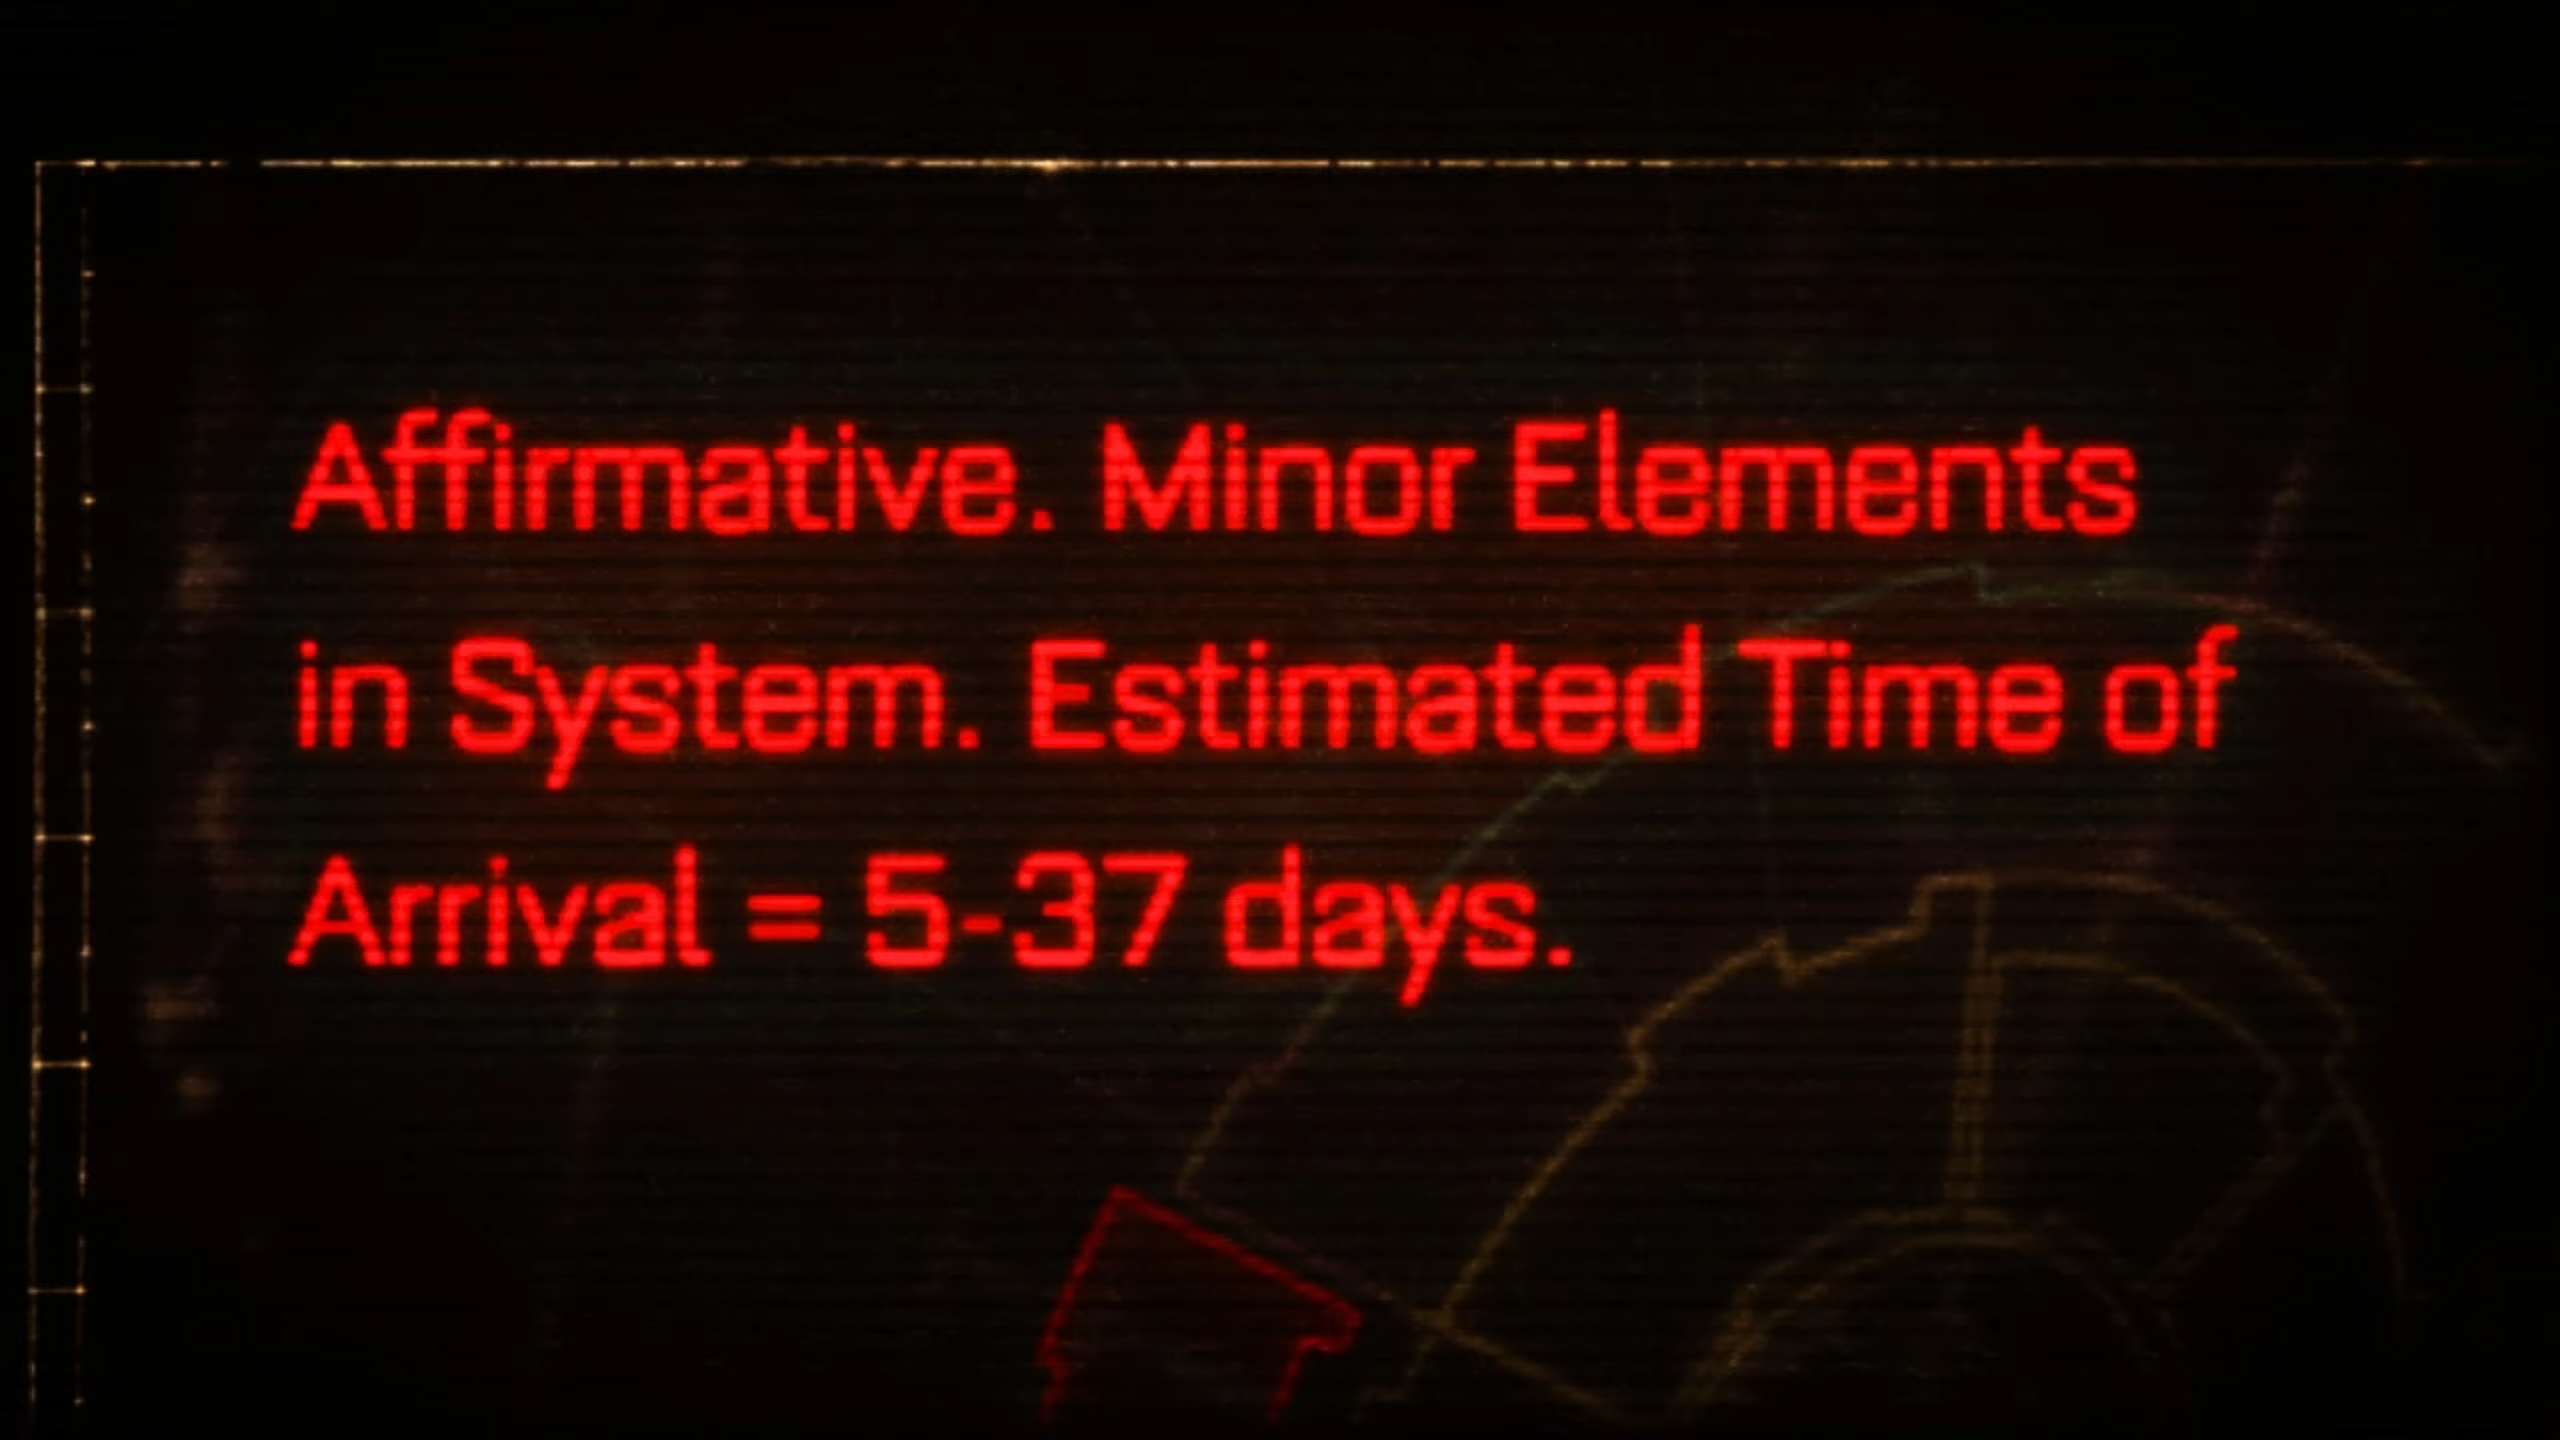 Affirmative. Minor Elements
in System. Estimated Time of
Arrival = 5-37 days.